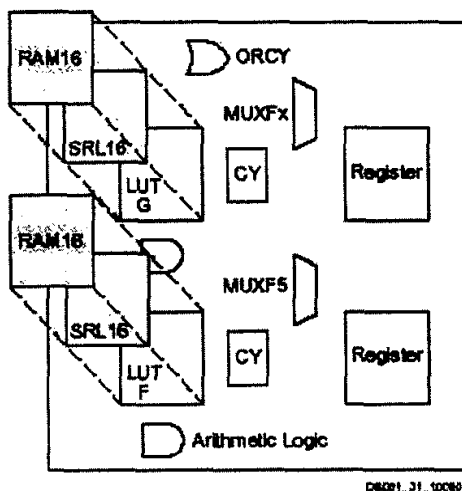 RAM16
ORCY
MUXFx
SRL16
CY
Register
LUT
G
RAM16
MUXF5
SRL16
CY
Register
LUT
F
Arithmetic Logic